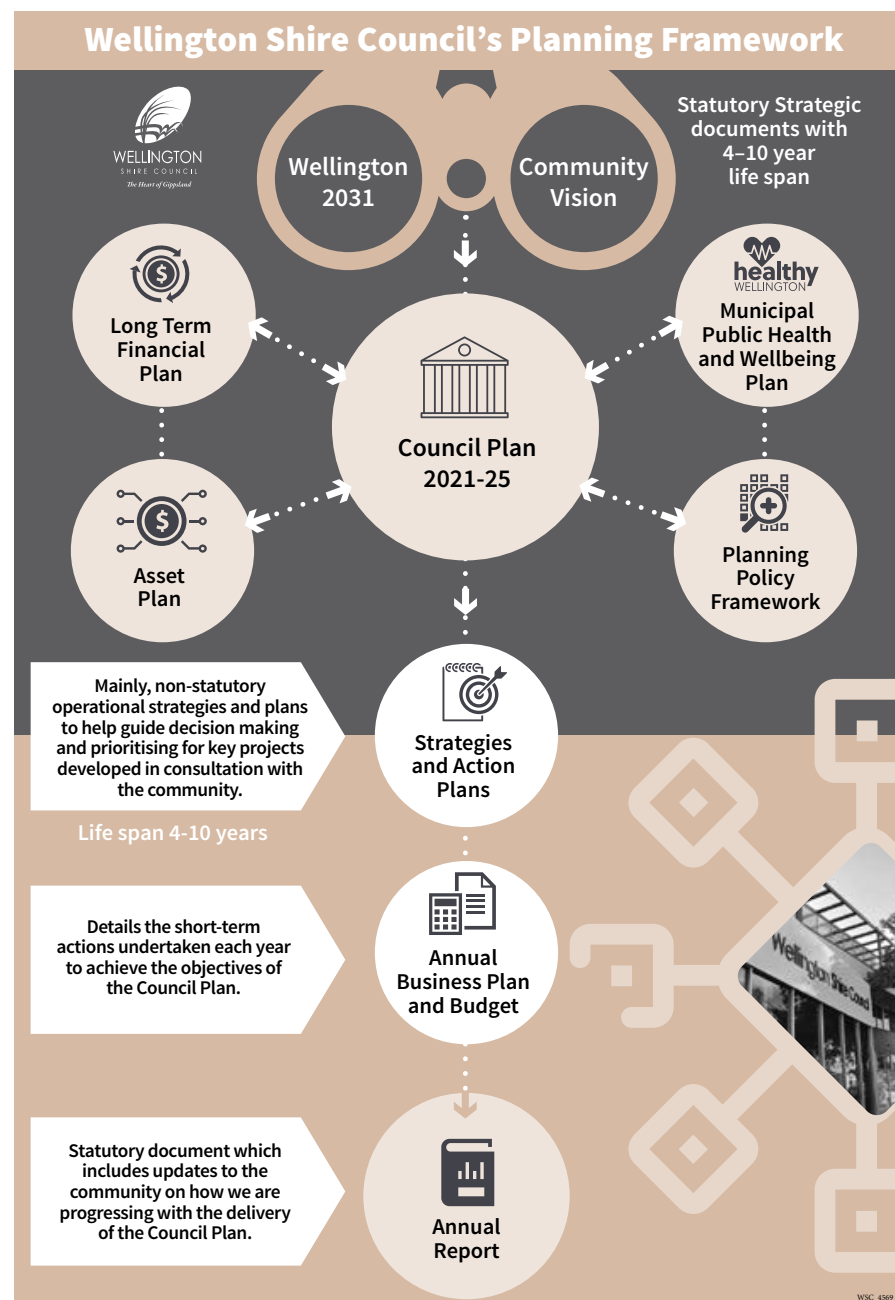 Wellington Shire Council's Planning Framework
WELLINGTON
SHIRE COUNCIL
The Heart of Gippsland
Wellington
2031
Community
Vision
Statutory Strategic
documents with
4–10 year
life span
Long Term
Financial
Plan
healthy
WELLINGTON
Municipal
Public Health
and Wellbeing
Plan
Council Plan
2021-25
Asset
Plan
Planning
Policy
Framework
Mainly, non-statutory
operational strategies and plans
to help guide decision making
and prioritising for key projects
developed in consultation with
the community.
Life span 4-10 years
Strategies
and Action
Plans
Details the short-term
actions undertaken each year
to achieve the objectives of
the Council Plan.
Annual
Business Plan
and Budget
Wellington Shire Council
Statutory document which
includes updates to the
community on how we are
progressing with the delivery
of the Council Plan.
Annual
Report
WSC_4569